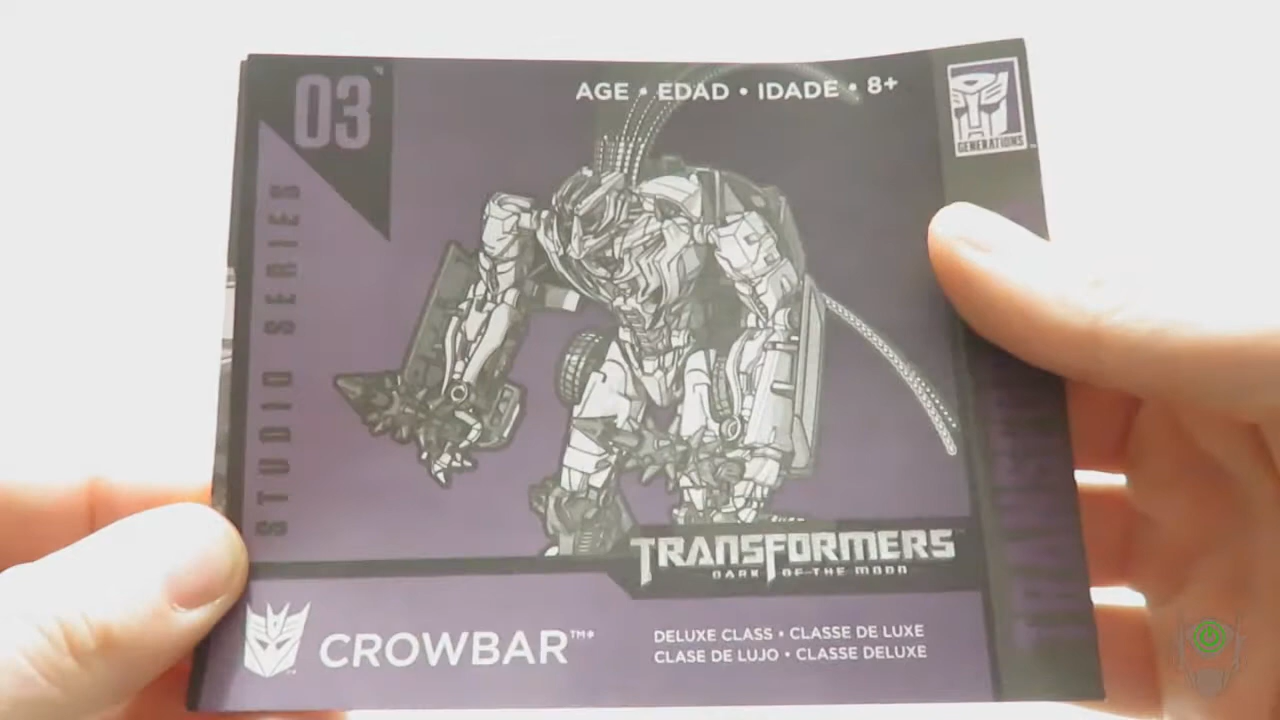 03
AGE • EDAD • IDADE • 8+
GENERATIONS
STUDIO SERIES
TRANSFORMERS
DARK OF THE MOON
CROWBAR™*
DELUXE CLASS • CLASSE DE LUXE
CLASE DE LUJO • CLASSE DELUXE